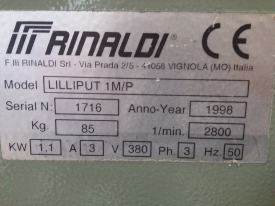 RINALDI® CE
F.lli RINALDI Srl - Via Prada 2/5 - 41058 VIGNOLA (MO) Italia
Model LILLIPUT 1M/P
Serial N: 1716 Anno-Year 1998
Kg. 85 1/min. 2800
KW 1,1 A 3 V 380 Ph. 3 Hz. 50